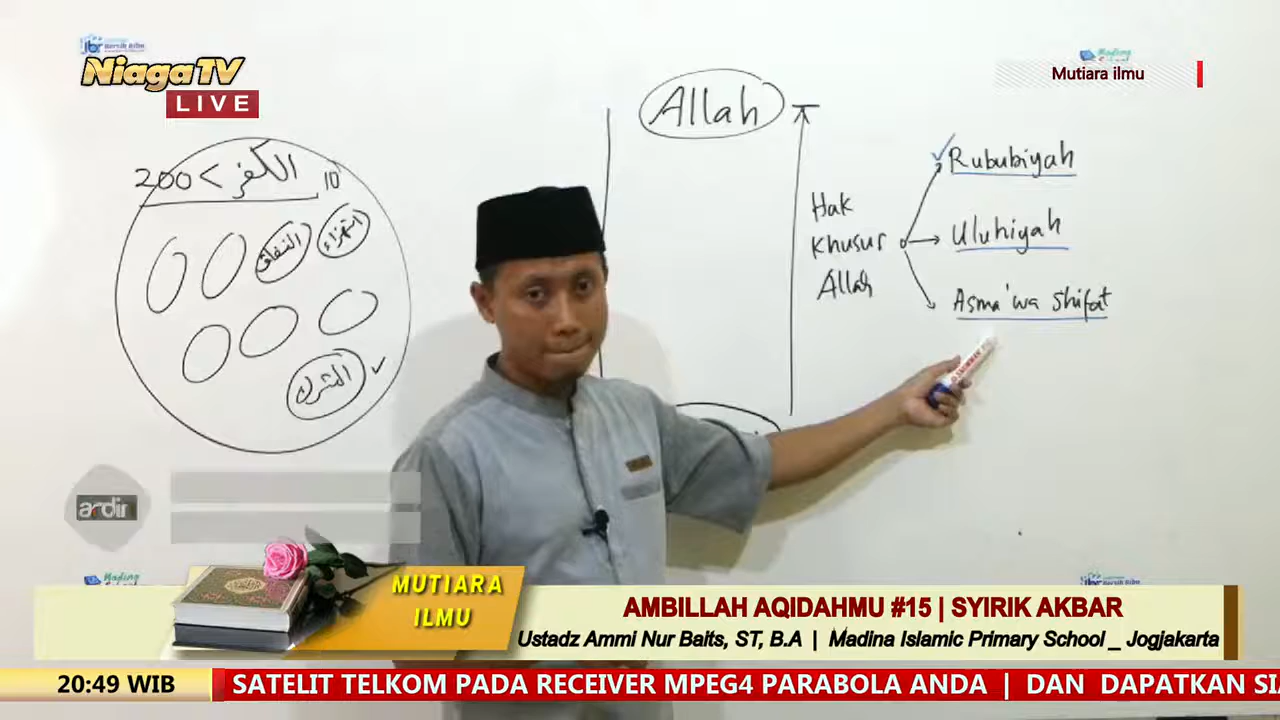 NiagaTV
LIVE
Mutiara ilmu
Allah
200 < الكفر
10
استهزاء
النفاق
الشرك
Hak
Khusus
Allah
Rububiyah
Uluhiyah
Asma' wa Shifat
ardir
MUTIARA
ILMU
AMBILLAH AQIDAHMU #15 | SYIRIK AKBAR
Ustadz Ammi Nur Baits, ST, B.A | Madina Islamic Primary School _ Jogjakarta
20:49 WIB
SATELIT TELKOM PADA RECEIVER MPEG4 PARABOLA ANDA | DAN DAPATKAN SIA